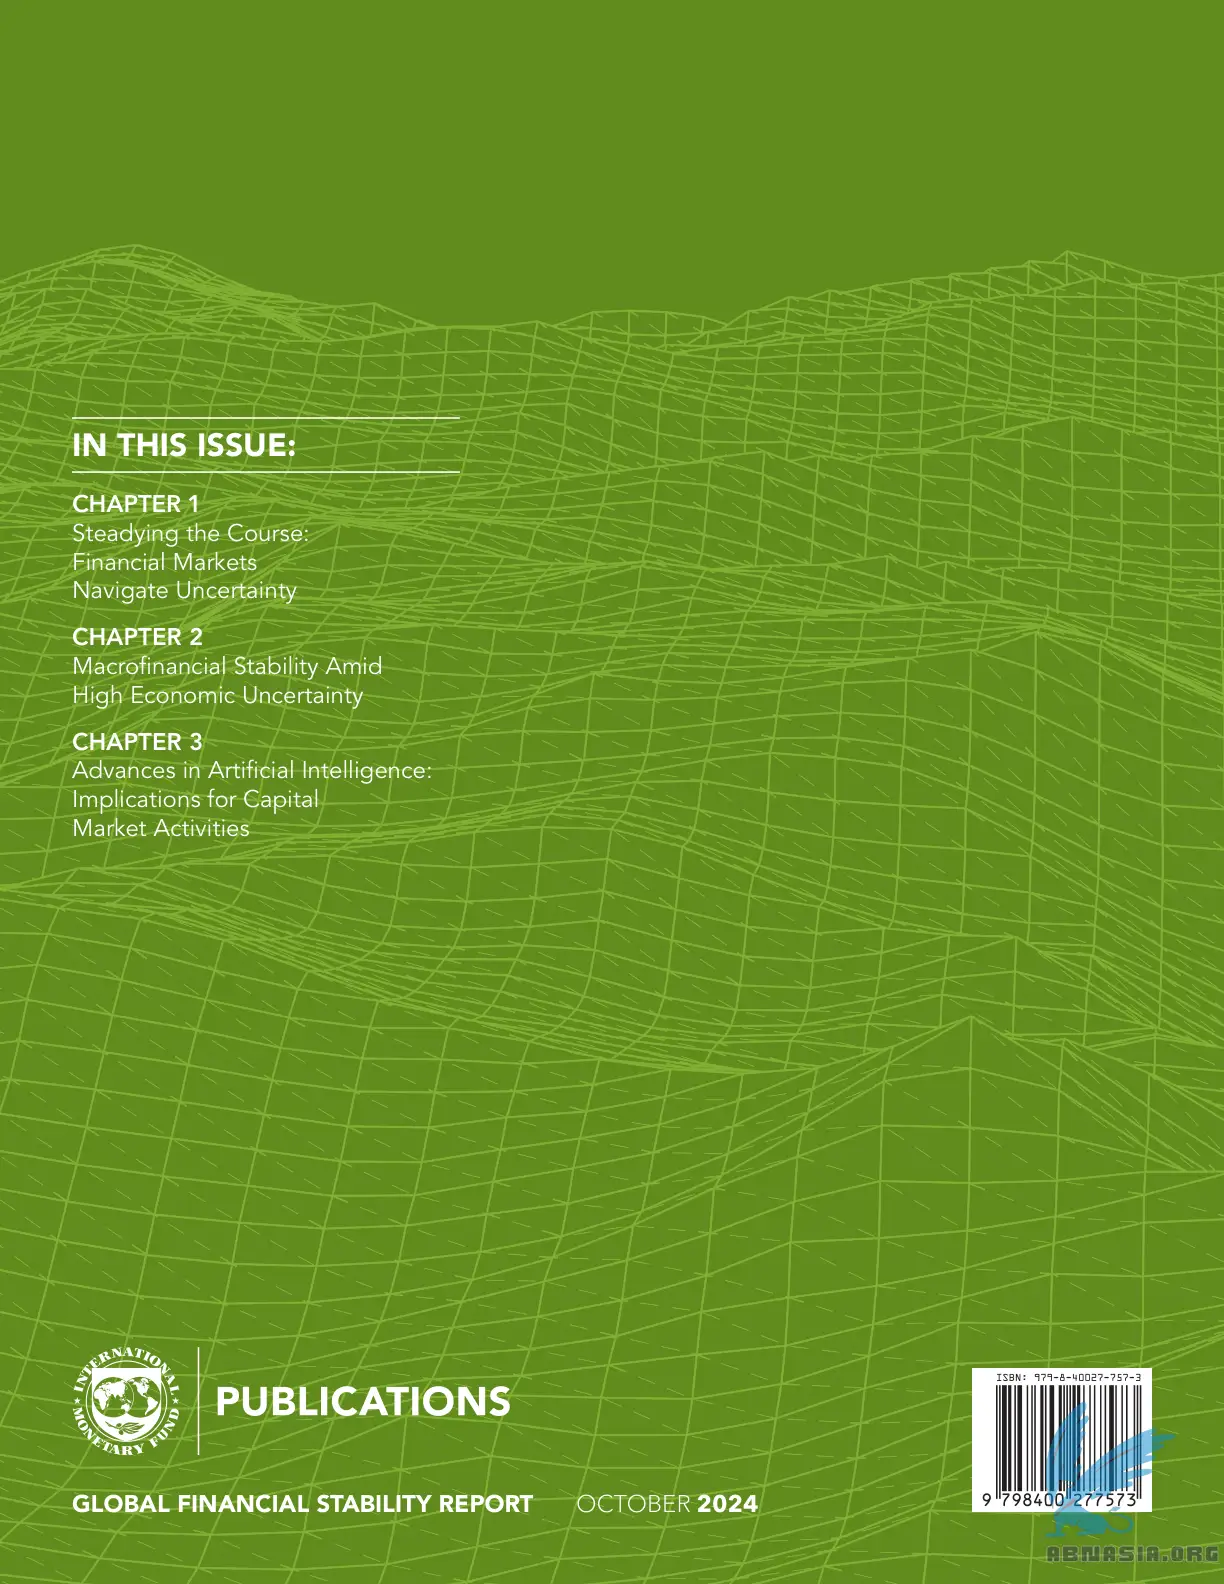 IN THIS ISSUE:
CHAPTER 1
Steadying the Course:
Financial Markets
Navigate Uncertainty
CHAPTER 2
Macrofinancial Stability Amid
High Economic Uncertainty
CHAPTER 3
Advances in Artificial Intelligence:
Implications for Capital
Market Activities
INTERNATIONAL
MONETARY FUND
PUBLICATIONS
GLOBAL FINANCIAL STABILITY REPORT OCTOBER 2024
ISBN: 979-8-40027-757-3
9 798400 277573
ABNASIA.ORG